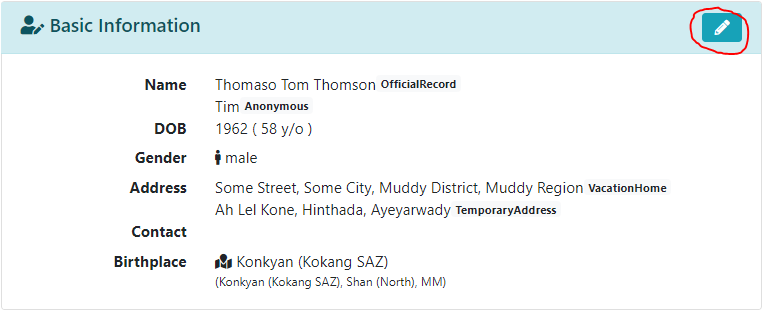 Basic Information
Name Thomaso Tom Thomson OfficialRecord
Tim Anonymous
DOB 1962 ( 58 y/o )
Gender male
Address Some Street, Some City, Muddy District, Muddy Region VacationHome
Ah Lel Kone, Hinthada, Ayeyarwady TemporaryAddress
Contact
Birthplace Konkyan (Kokang SAZ)
(Konkyan (Kokang SAZ), Shan (North), MM)